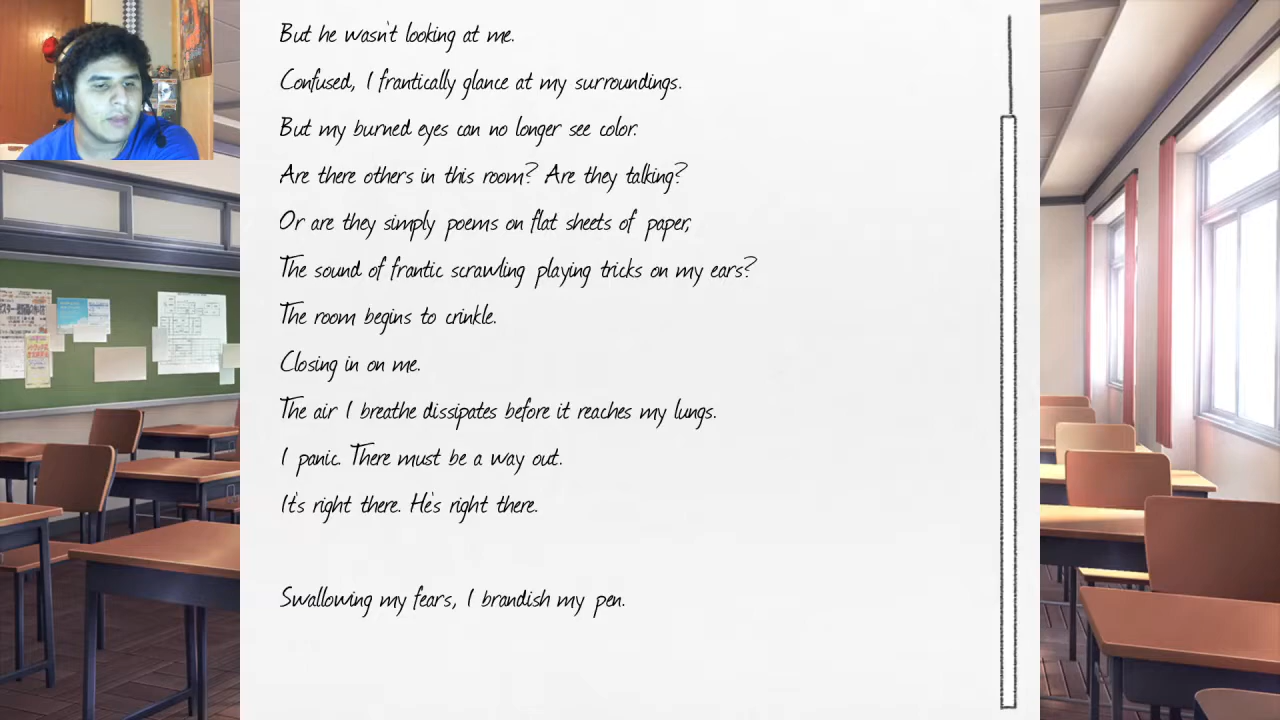 But he wasn't looking at me.
Confused, I frantically glance at my surroundings.
But my burned eyes can no longer see color.
Are there others in this room? Are they talking?
Or are they simply poems on flat sheets of paper,
The sound of frantic scrawling playing tricks on my ears?
The room begins to crinkle.
Closing in on me.
The air I breathe dissipates before it reaches my lungs.
I panic. There must be a way out.
It's right there. He's right there.
Swallowing my fears, I brandish my pen.